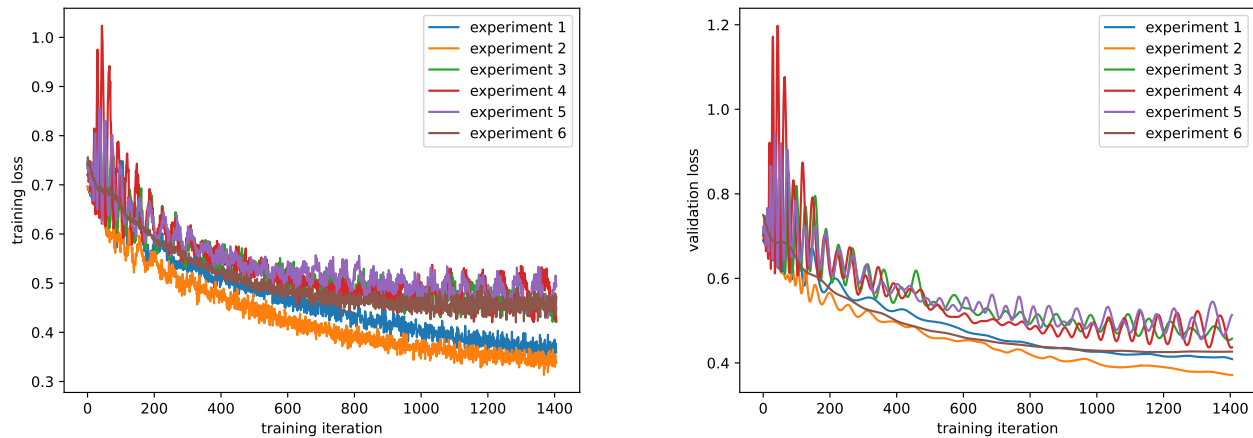 1.0
0.9
0.8
0.7
0.6
0.5
0.4
0.3
training loss
0 200 400 600 800 1000 1200 1400
training iteration
experiment 1
experiment 2
experiment 3
experiment 4
experiment 5
experiment 6
1.2
1.0
0.8
0.6
0.4
validation loss
0 200 400 600 800 1000 1200 1400
training iteration
experiment 1
experiment 2
experiment 3
experiment 4
experiment 5
experiment 6